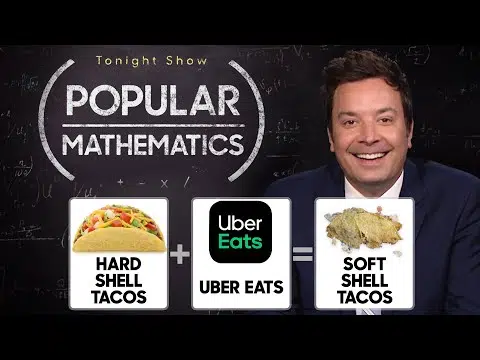 Tonight Show
POPULAR
MATHEMATICS
HARD
SHELL
TACOS
+
Uber
Eats
UBER EATS
=
SOFT
SHELL
TACOS